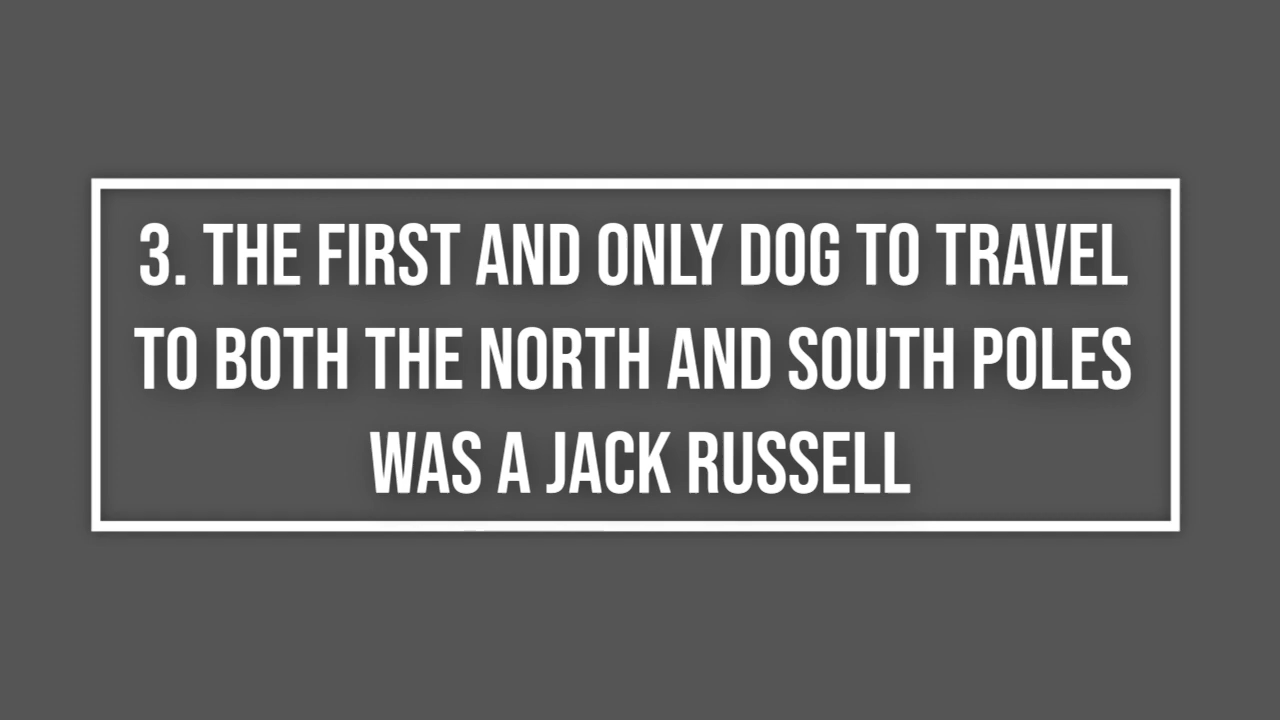 3. THE FIRST AND ONLY DOG TO TRAVEL
TO BOTH THE NORTH AND SOUTH POLES
WAS A JACK RUSSELL